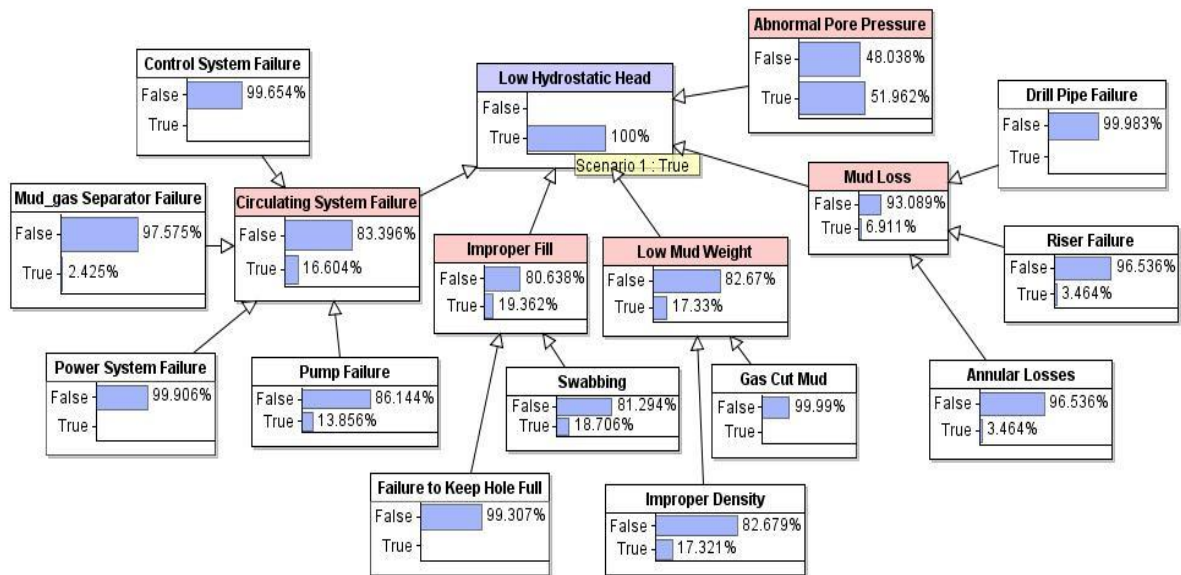 Abnormal Pore Pressure
False 48.038%
True 51.962%
Control System Failure
False 99.654%
True
Low Hydrostatic Head
False
True 100%
Scenario 1 : True
Drill Pipe Failure
False 99.983%
True
Mud_gas Separator Failure
False 97.575%
True 2.425%
Circulating System Failure
False 83.396%
True 16.604%
Mud Loss
False 93.089%
True 6.911%
Improper Fill
False 80.638%
True 19.362%
Low Mud Weight
False 82.67%
True 17.33%
Riser Failure
False 96.536%
True 3.464%
Power System Failure
False 99.906%
True
Pump Failure
False 86.144%
True 13.856%
Swabbing
False 81.294%
True 18.706%
Gas Cut Mud
False 99.99%
True
Annular Losses
False 96.536%
True 3.464%
Failure to Keep Hole Full
False 99.307%
True
Improper Density
False 82.679%
True 17.321%